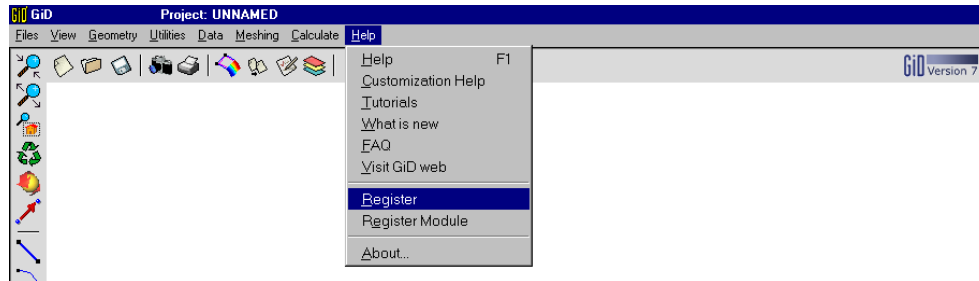 GiD GiD Project: UNNAMED
Files View Geometry Utilities Data Meshing Calculate Help
GiD Version 7
Help F1
Customization Help
Tutorials
What is new
FAQ
Visit GiD web
Register
Register Module
About...